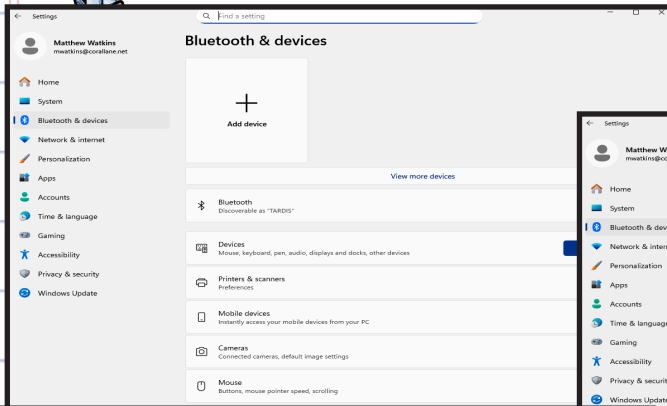 Settings
Find a setting
Matthew Watkins
mwatkins@corallane.net
Home
System
Bluetooth & devices
Network & internet
Personalization
Apps
Accounts
Time & language
Gaming
Accessibility
Privacy & security
Windows Update
Bluetooth & devices
Add device
View more devices
Bluetooth
Discoverable as "TARDIS"
Devices
Mouse, keyboard, pen, audio, displays and docks, other devices
Printers & scanners
Preferences
Mobile devices
Instantly access your mobile devices from your PC
Cameras
Connected cameras, default image settings
Mouse
Buttons, mouse pointer speed, scrolling
Settings
Matthew W
mwatkins@co
Home
System
Bluetooth & dev
Network & intern
Personalization
Apps
Accounts
Time & language
Gaming
Accessibility
Privacy & securit
Windows Update